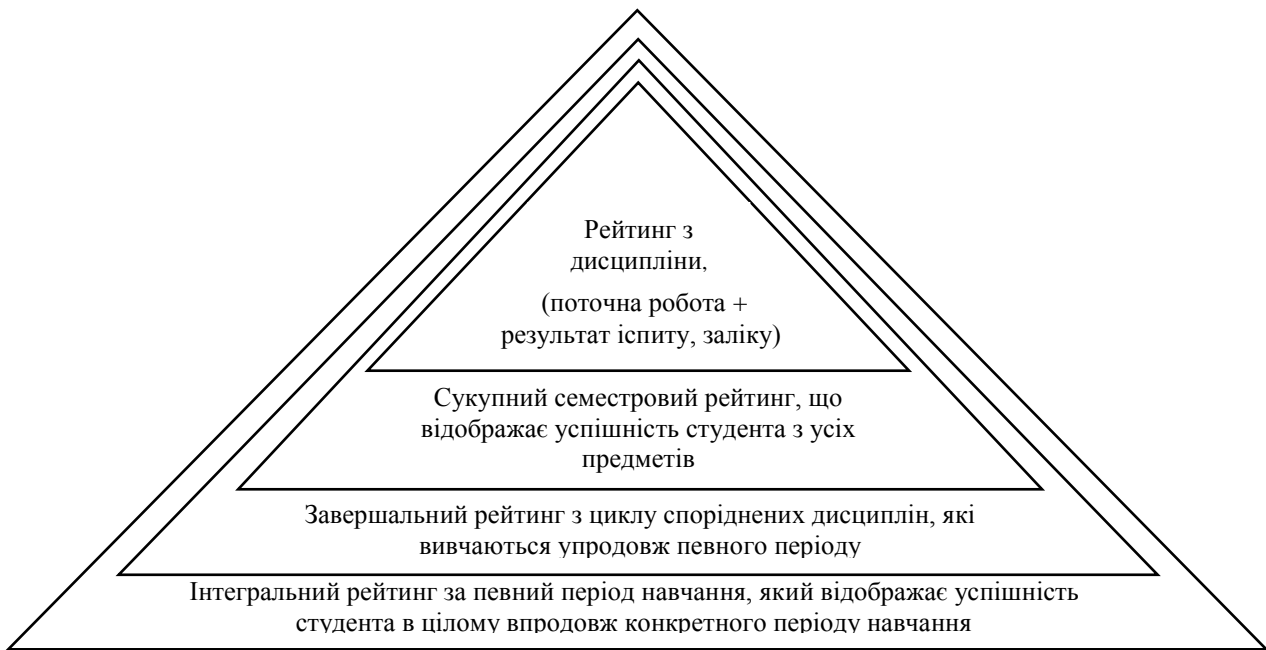 Рейтинг з
дисципліни,
(поточна робота +
результат іспиту, заліку)
Сукупний семестровий рейтинг, що
відображає успішність студента з усіх
предметів
Завершальний рейтинг з циклу споріднених дисциплін, які
вивчаються упродовж певного періоду
Інтегральний рейтинг за певний період навчання, який відображає успішність
студента в цілому впродовж конкретного періоду навчання